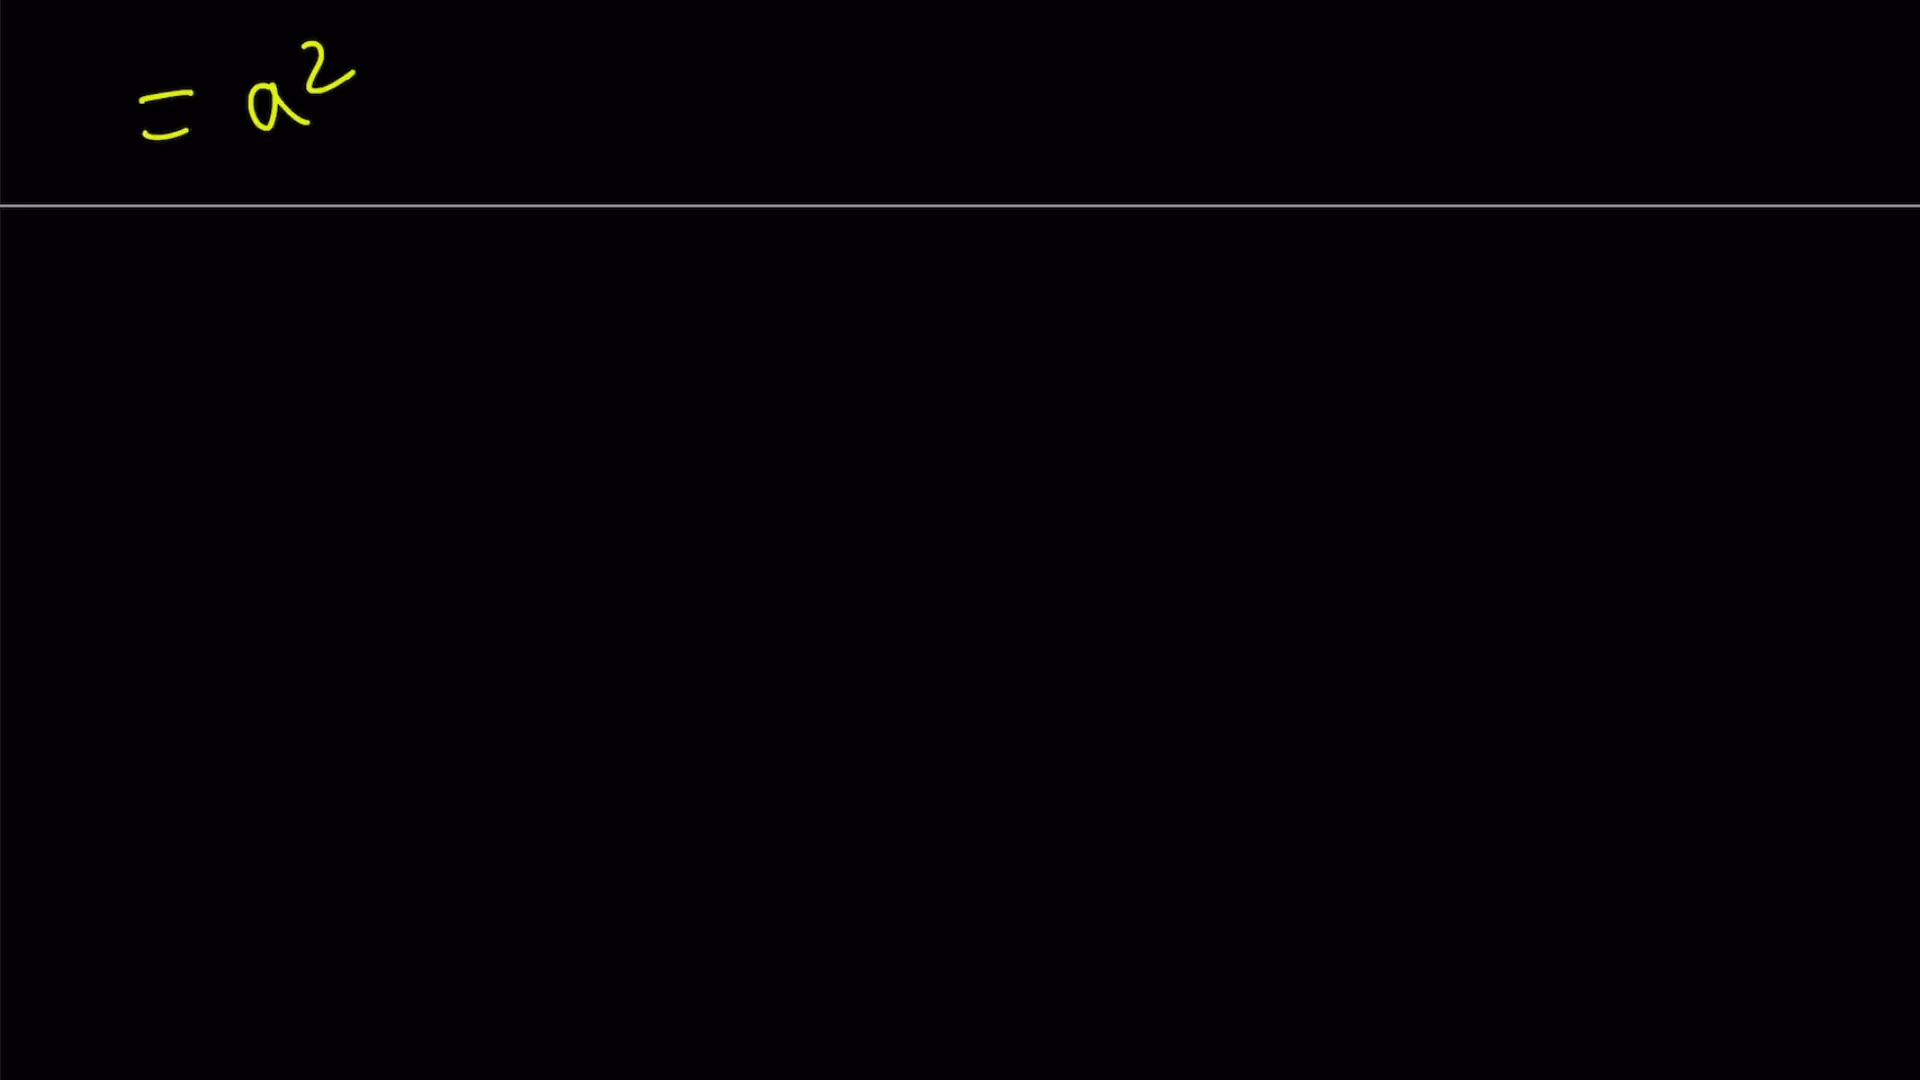 = a²